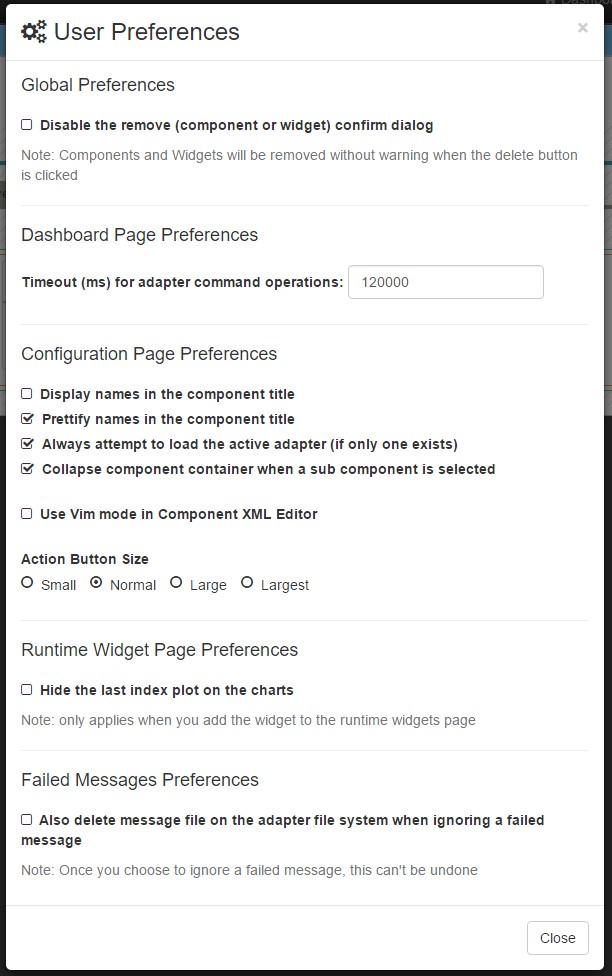 User Preferences
×
Global Preferences
Disable the remove (component or widget) confirm dialog
Note: Components and Widgets will be removed without warning when the delete button
is clicked
Dashboard Page Preferences
Timeout (ms) for adapter command operations: 120000
Configuration Page Preferences
Display names in the component title
Prettify names in the component title
Always attempt to load the active adapter (if only one exists)
Collapse component container when a sub component is selected
Use Vim mode in Component XML Editor
Action Button Size
Small Normal Large Largest
Runtime Widget Page Preferences
Hide the last index plot on the charts
Note: only applies when you add the widget to the runtime widgets page
Failed Messages Preferences
Also delete message file on the adapter file system when ignoring a failed
message
Note: Once you choose to ignore a failed message, this can't be undone
Close